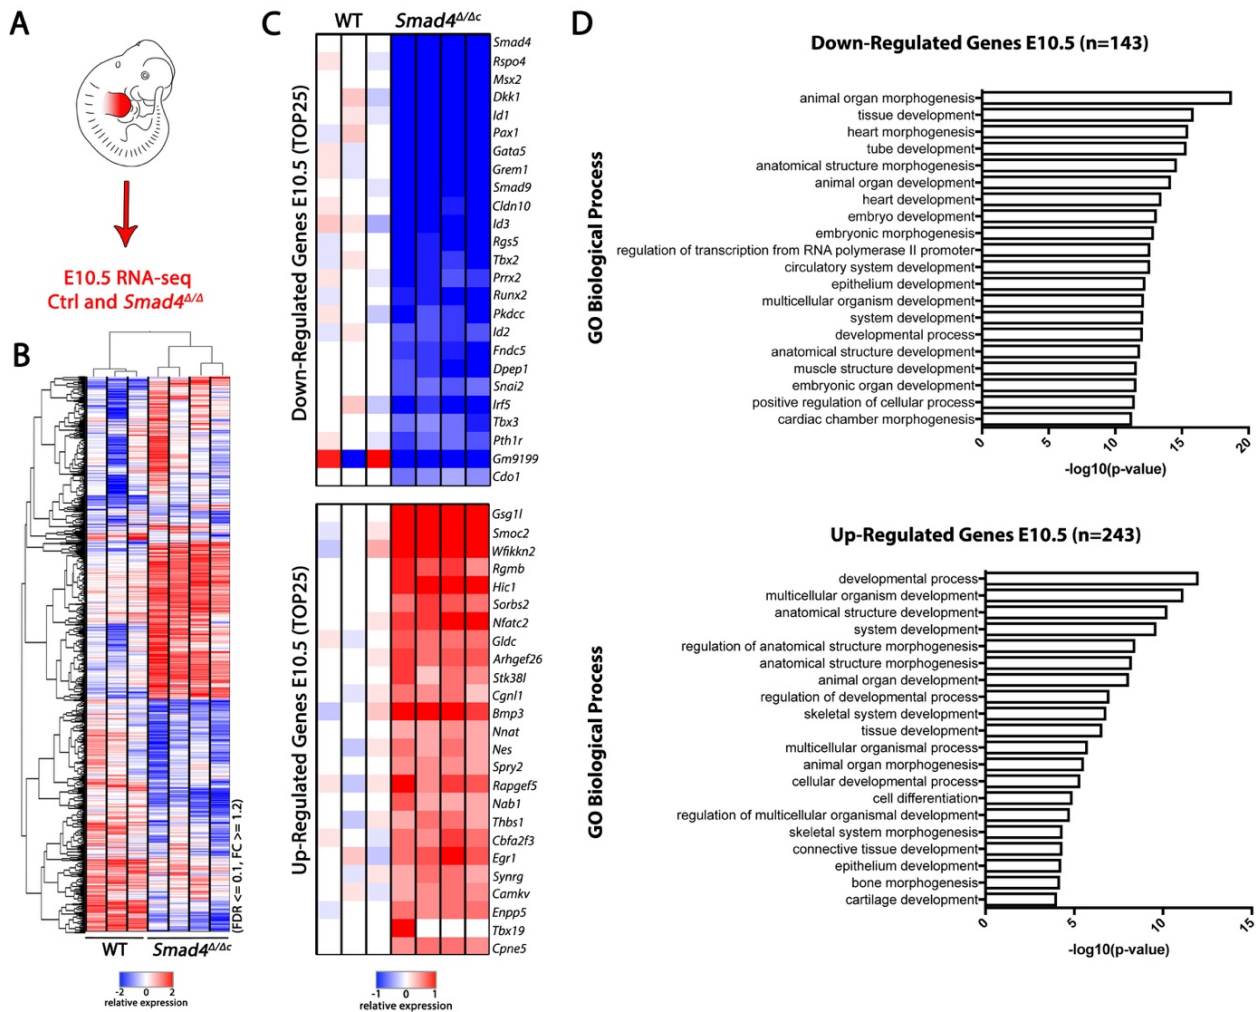 A
E10.5 RNA-seq
Ctrl and Smad4Δ/Δ
B
(FDR <= 0.1, FC >= 1.2)
WT
Smad4Δ/Δc
-2 0 2
relative expression
C
WT
Smad4Δ/Δc
Down-Regulated Genes E10.5 (TOP25)
Smad4
Rspo4
Msx2
Dkk1
Id1
Pax1
Gata5
Grem1
Smad9
Cldn10
Id3
Rgs5
Tbx2
Prrx2
Runx2
Pkdcc
Id2
Fndc5
Dpep1
Snai2
Irf5
Tbx3
Pth1r
Gm9199
Cdo1
Up-Regulated Genes E10.5 (TOP25)
Gsg1l
Smoc2
Wfikkn2
Rgmb
Hic1
Sorbs2
Nfatc2
Gldc
Arhgef26
Stk38l
Cgnl1
Bmp3
Nnat
Nes
Spry2
Rapgef5
Nab1
Thbs1
Cbfa2f3
Egr1
Synrg
Camkv
Enpp5
Tbx19
Cpne5
-1 0 1
relative expression
D
Down-Regulated Genes E10.5 (n=143)
GO Biological Process
animal organ morphogenesis
tissue development
heart morphogenesis
tube development
anatomical structure morphogenesis
animal organ development
heart development
embryo development
embryonic morphogenesis
regulation of transcription from RNA polymerase II promoter
circulatory system development
epithelium development
multicellular organism development
system development
developmental process
anatomical structure development
muscle structure development
embryonic organ development
positive regulation of cellular process
cardiac chamber morphogenesis
0 5 10 15 20
-log10(p-value)
Up-Regulated Genes E10.5 (n=243)
GO Biological Process
developmental process
multicellular organism development
anatomical structure development
system development
regulation of anatomical structure morphogenesis
anatomical structure morphogenesis
animal organ development
regulation of developmental process
skeletal system development
tissue development
multicellular organismal process
animal organ morphogenesis
cellular developmental process
cell differentiation
regulation of multicellular organismal development
skeletal system morphogenesis
connective tissue development
epithelium development
bone morphogenesis
cartilage development
0 5 10 15
-log10(p-value)